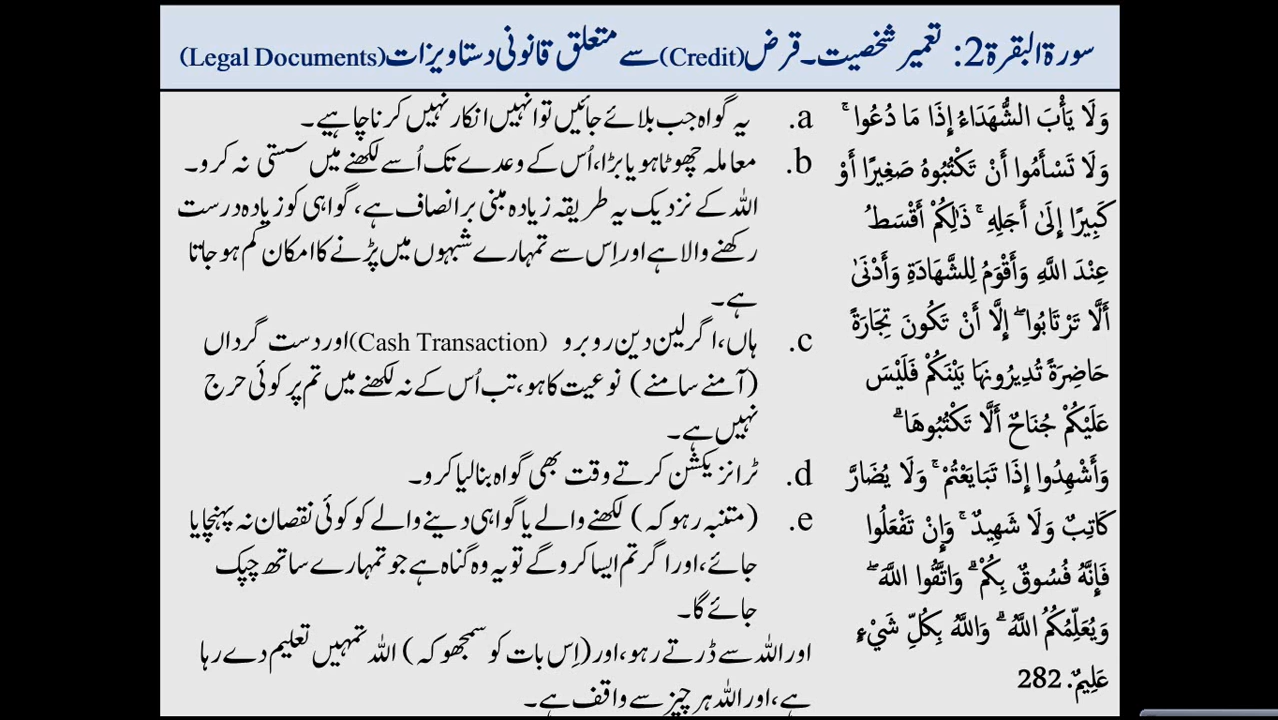 سورۃ البقرۃ 2: تعمیر شخصیت۔ قرض (Credit) سے متعلق قانونی دستاویزات (Legal Documents)
وَلَا يَأْبَ الشُّهَدَاءُ إِذَا مَا دُعُوا ۚ
وَلَا تَسْأَمُوا أَنْ تَكْتُبُوهُ صَغِيرًا أَوْ
كَبِيرًا إِلَىٰ أَجَلِهِ ۚ ذَٰلِكُمْ أَقْسَطُ
عِنْدَ اللَّهِ وَأَقْوَمُ لِلشَّهَادَةِ وَأَدْنَىٰ
أَلَّا تَرْتَابُوا ۖ إِلَّا أَنْ تَكُونَ تِجَارَةً
حَاضِرَةً تُدِيرُونَهَا بَيْنَكُمْ فَلَيْسَ
عَلَيْكُمْ جُنَاحٌ أَلَّا تَكْتُبُوهَا ۗ
وَأَشْهِدُوا إِذَا تَبَايَعْتُمْ ۚ وَلَا يُضَارَّ
كَاتِبٌ وَلَا شَهِيدٌ ۚ وَإِنْ تَفْعَلُوا
فَإِنَّهُ فُسُوقٌ بِكُمْ ۗ وَاتَّقُوا اللَّهَ ۖ
وَيُعَلِّمُكُمُ اللَّهُ ۗ وَاللَّهُ بِكُلِّ شَيْءٍ
عَلِيمٌ. 282
a. یہ گواہ جب بلائے جائیں تو انہیں انکار نہیں کرنا چاہیے۔
b. معاملہ چھوٹا ہو یا بڑا، اُس کے وعدے تک اُسے لکھنے میں سستی نہ کرو۔
اللہ کے نزدیک یہ طریقہ زیادہ مبنی بر انصاف ہے، گواہی کو زیادہ درست
رکھنے والا ہے اور اِس سے تمہارے شبہوں میں پڑنے کا امکان کم ہو جاتا
ہے۔
c. ہاں، اگر لین دین روبرو (Cash Transaction) اور دست گرداں
(آمنے سامنے) نوعیت کا ہو، تب اُس کے نہ لکھنے میں تم پر کوئی حرج
نہیں ہے۔
d. ٹرانزیکشن کرتے وقت بھی گواہ بنا لیا کرو۔
e. (متنبہ رہو کہ) لکھنے والے یا گواہی دینے والے کو کوئی نقصان نہ پہنچایا
جائے، اور اگر تم ایسا کرو گے تو یہ وہ گناہ ہے جو تمہارے ساتھ چپک
جائے گا۔
اور اللہ سے ڈرتے رہو، اور (اِس بات کو سمجھو کہ) اللہ تمہیں تعلیم دے رہا
ہے، اور اللہ ہر چیز سے واقف ہے۔